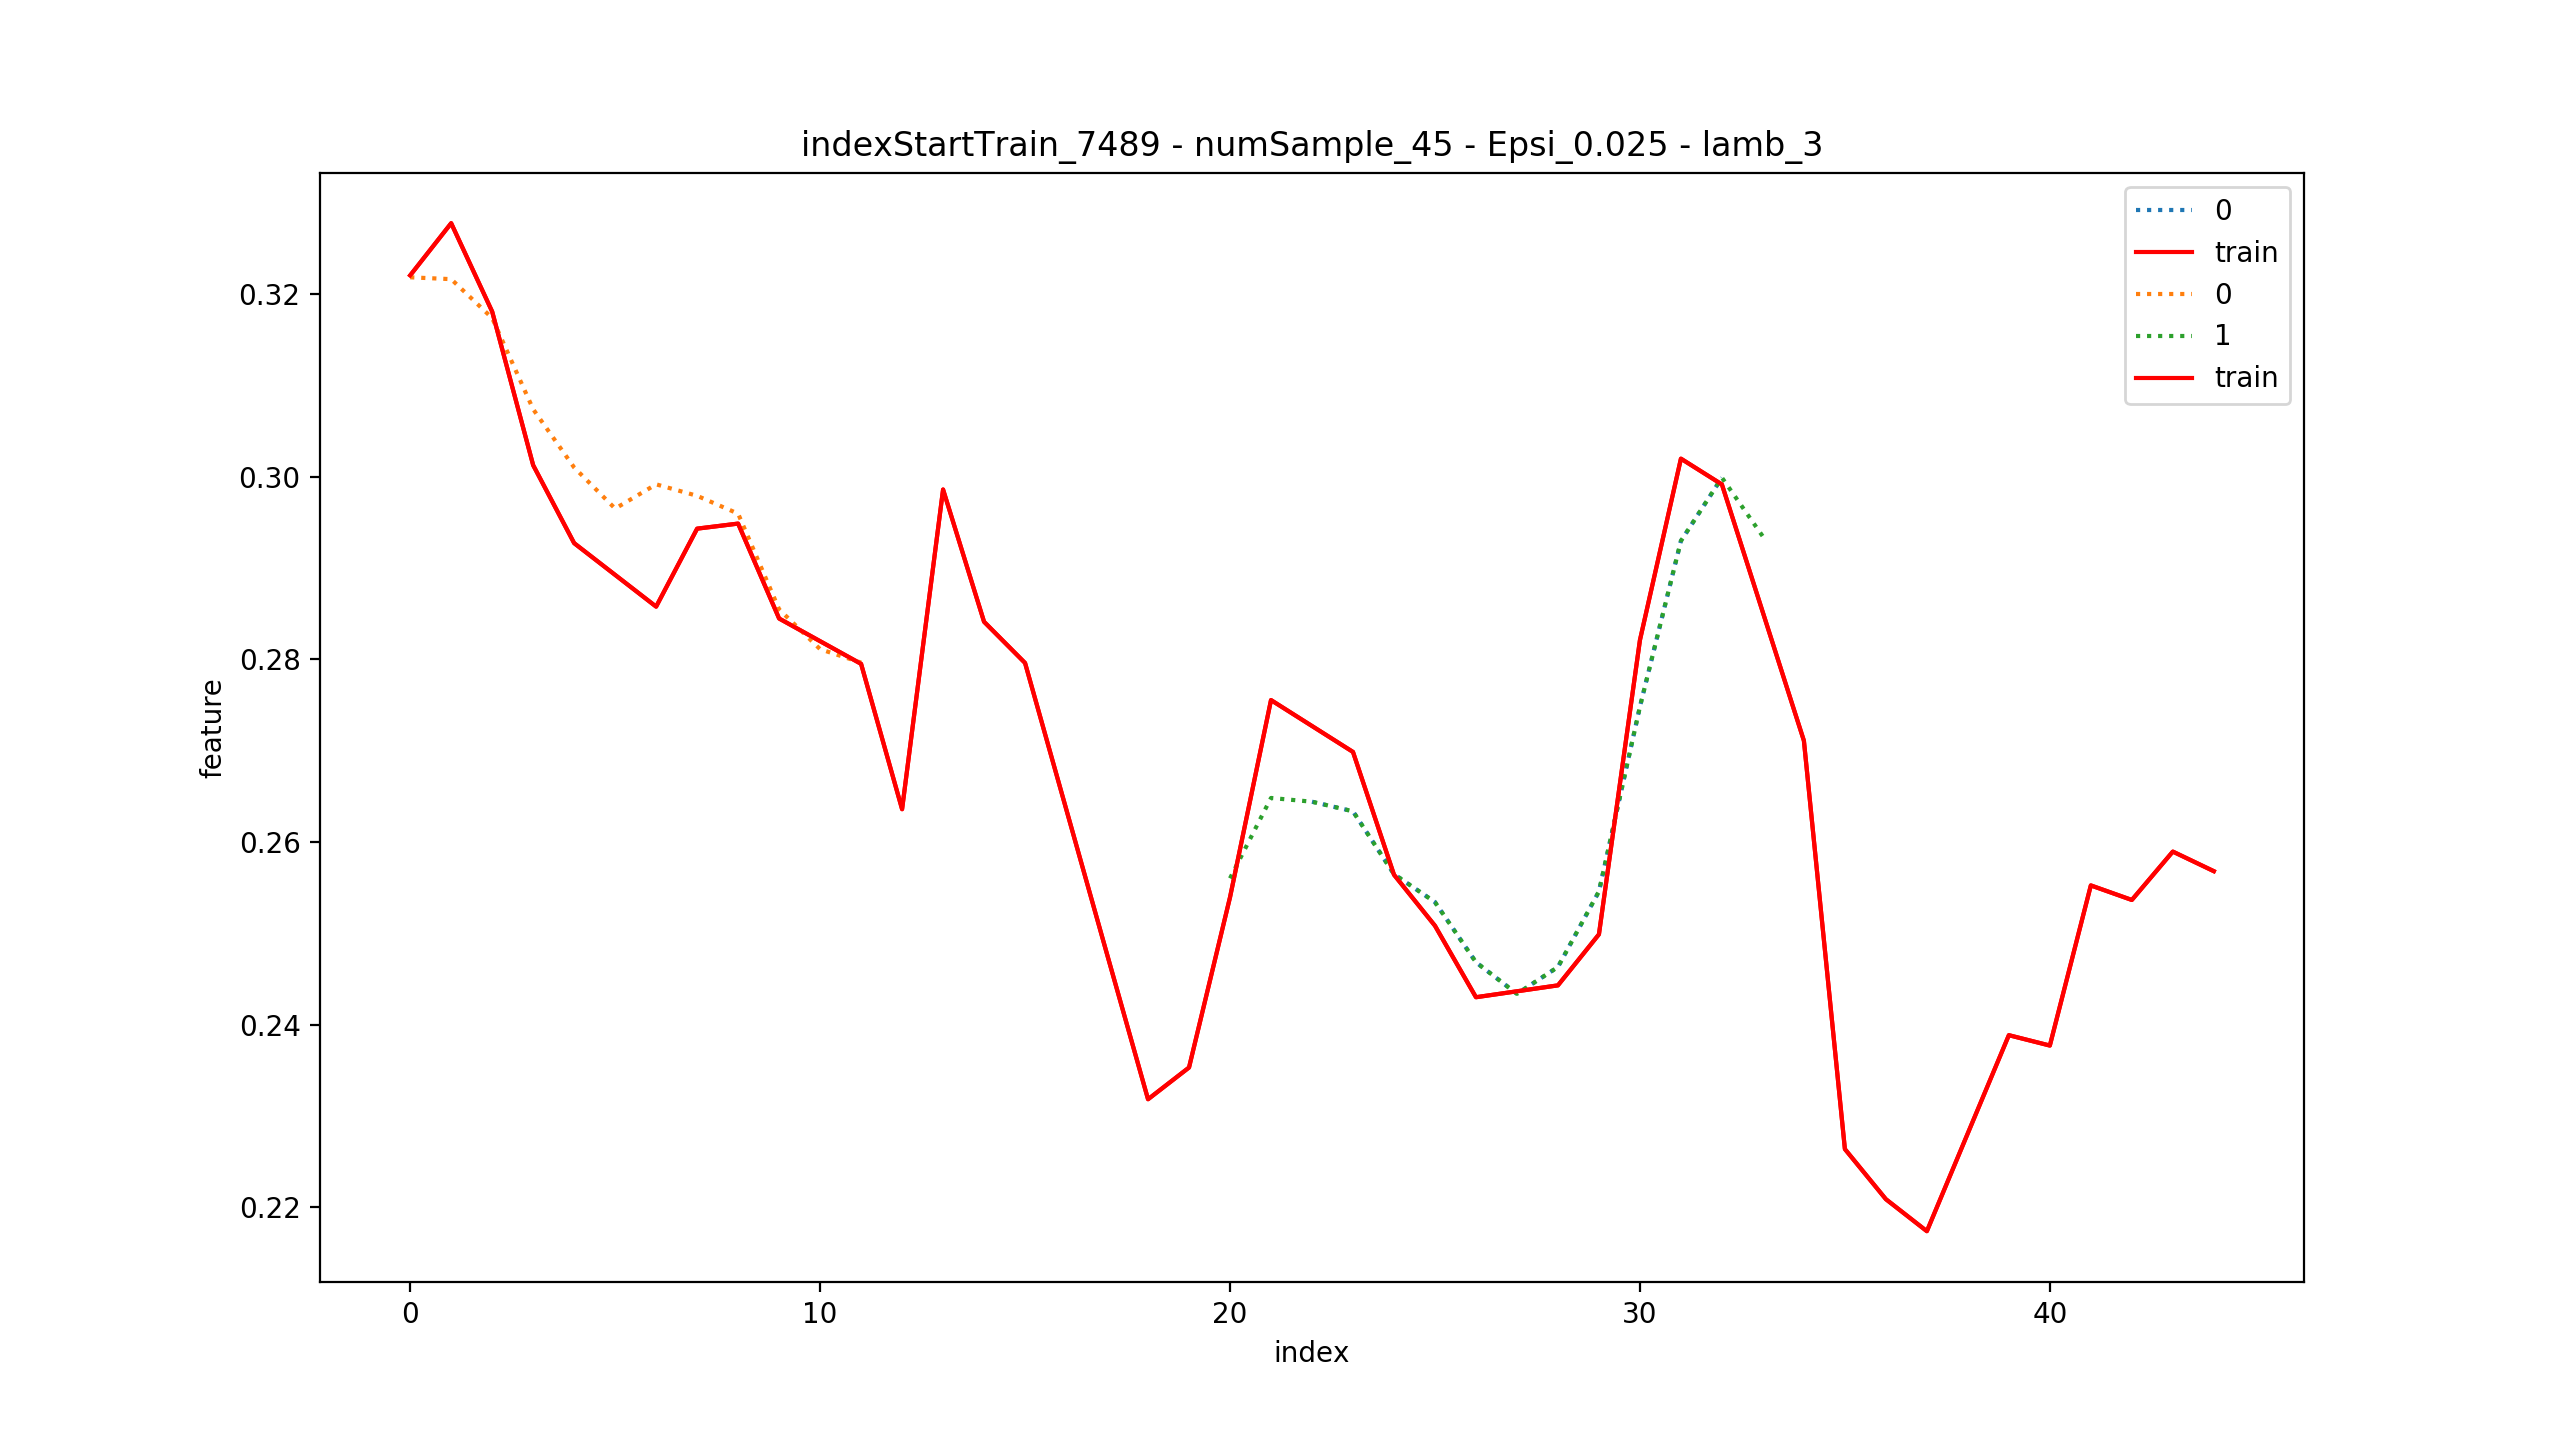 indexStartTrain_7489 - numSample_45 - Epsi_0.025 - lamb_3
0
train
0
1
train
0.32
0.30
0.28
0.26
0.24
0.22
feature
0 10 20 30 40
index